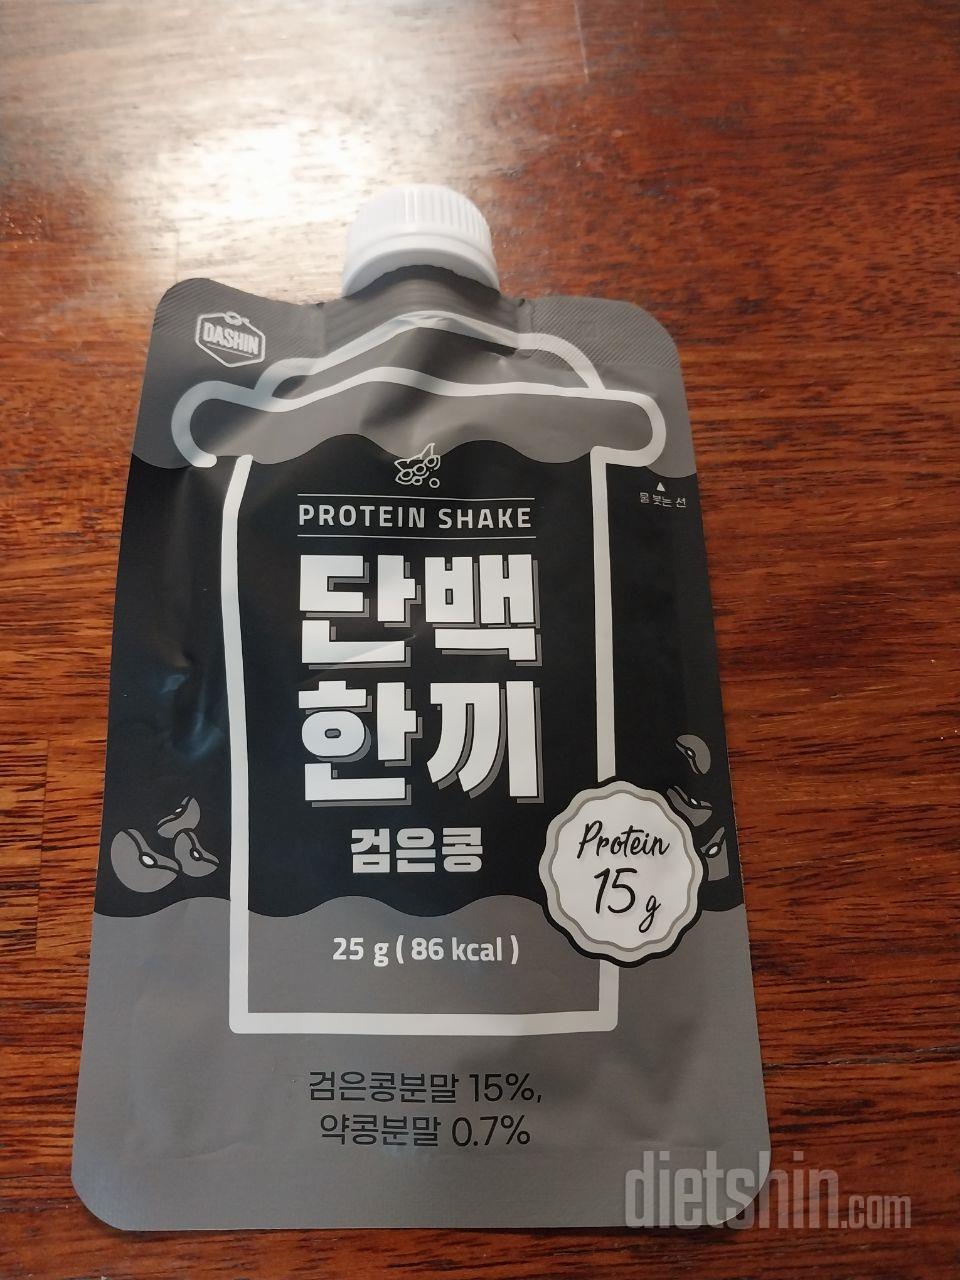 DASHIN
PROTEIN SHAKE
물 붓는 선
단백
한끼
검은콩
Protein
15 g
25 g ( 86 kcal )
검은콩분말 15%,
약콩분말 0.7%
dietshin.com